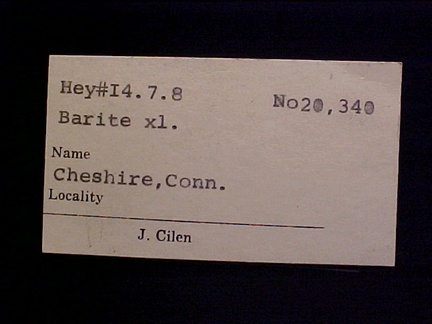 Hey#I4.7.8
No20,340
Barite xl.
Name
Cheshire,Conn.
Locality
J. Cilen